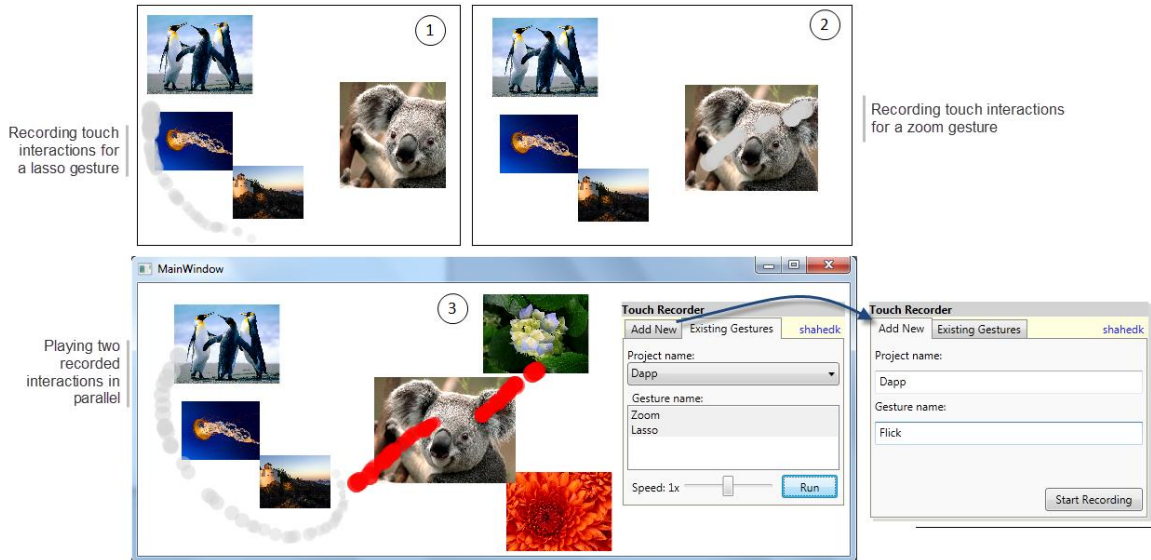 1
2
Recording touch
interactions for
a lasso gesture
Recording touch interactions
for a zoom gesture
MainWindow
3
Playing two
recorded
interactions in
parallel
Touch Recorder
Add New
Existing Gestures
shahedk
Project name:
Dapp
Gesture name:
Zoom
Lasso
Speed: 1x
Run
Touch Recorder
Add New
Existing Gestures
shahedk
Project name:
Dapp
Gesture name:
Flick
Start Recording